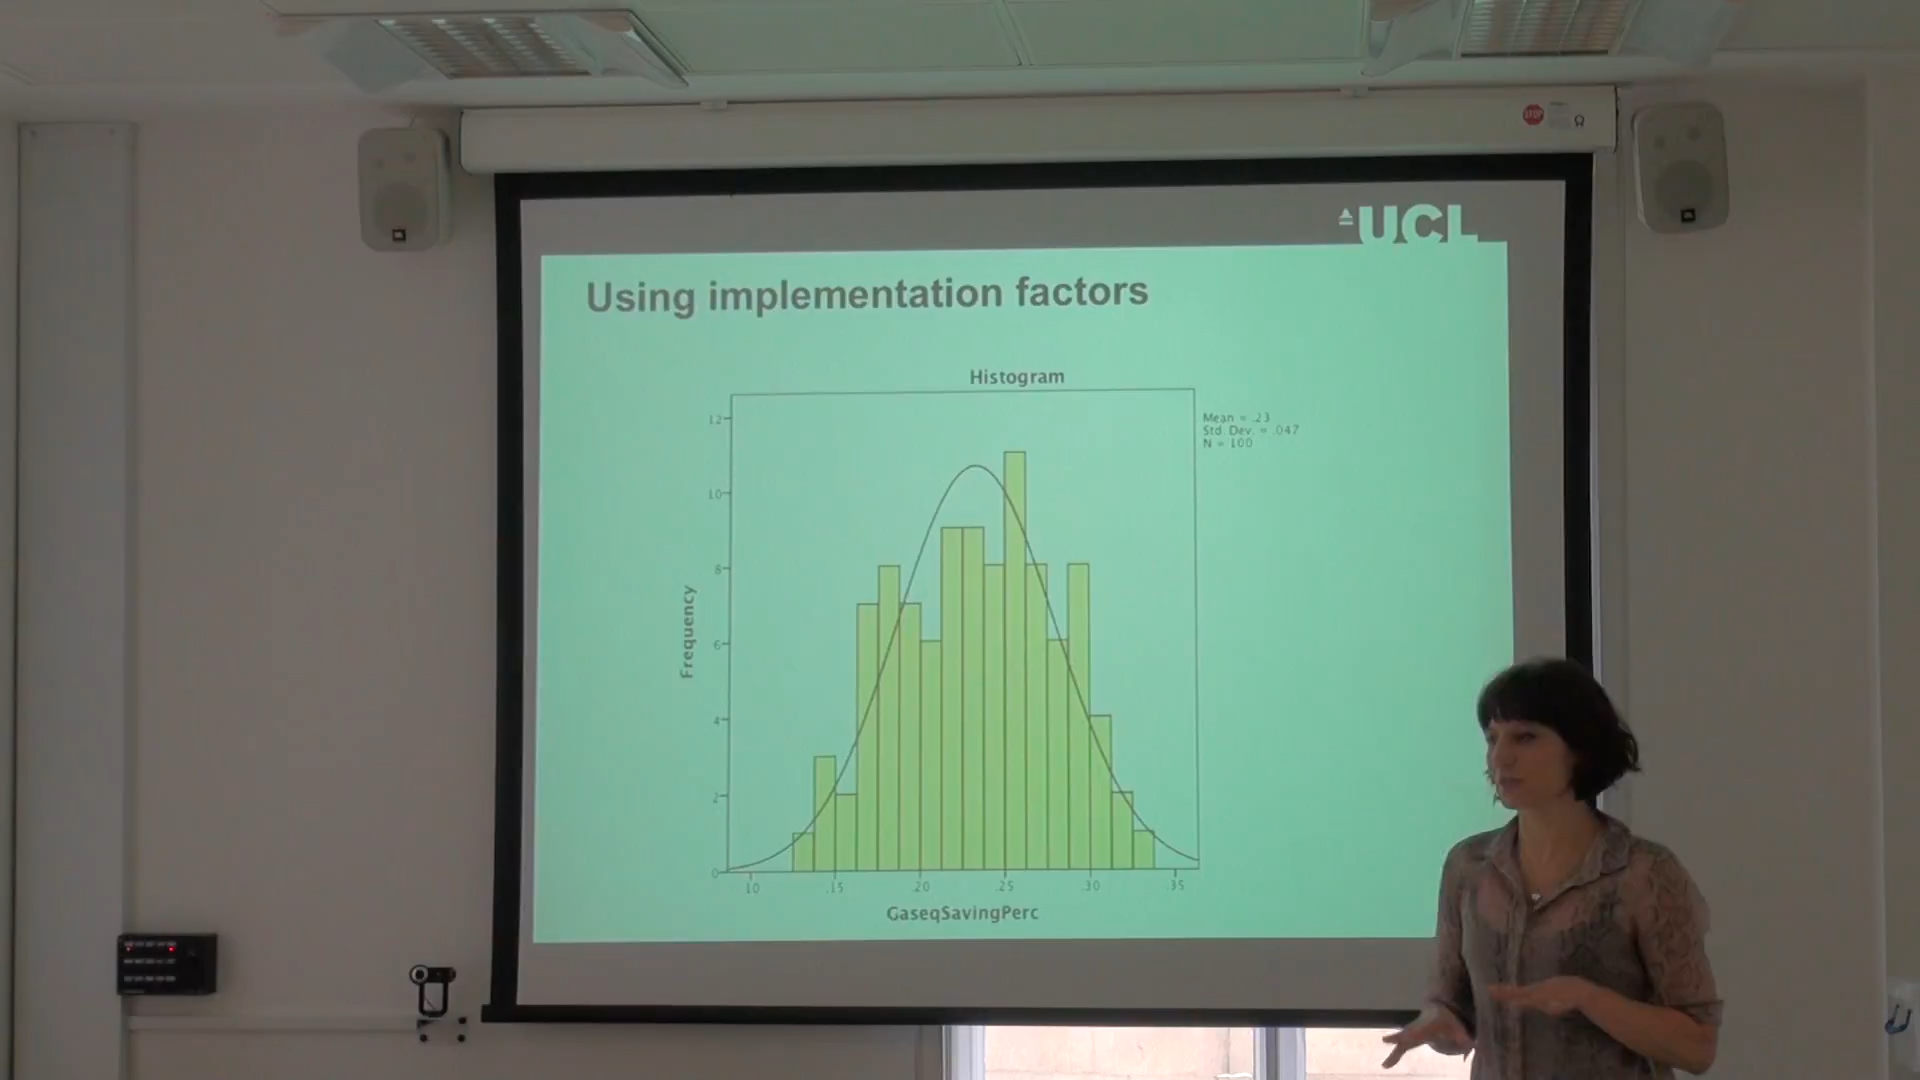 STOP
UCL
Using implementation factors
Histogram
Mean = .23
Std. Dev. = .047
N = 100
12
10
8
6
4
2
0
Frequency
.10
.15
.20
.25
.30
.35
GaseqSavingPerc